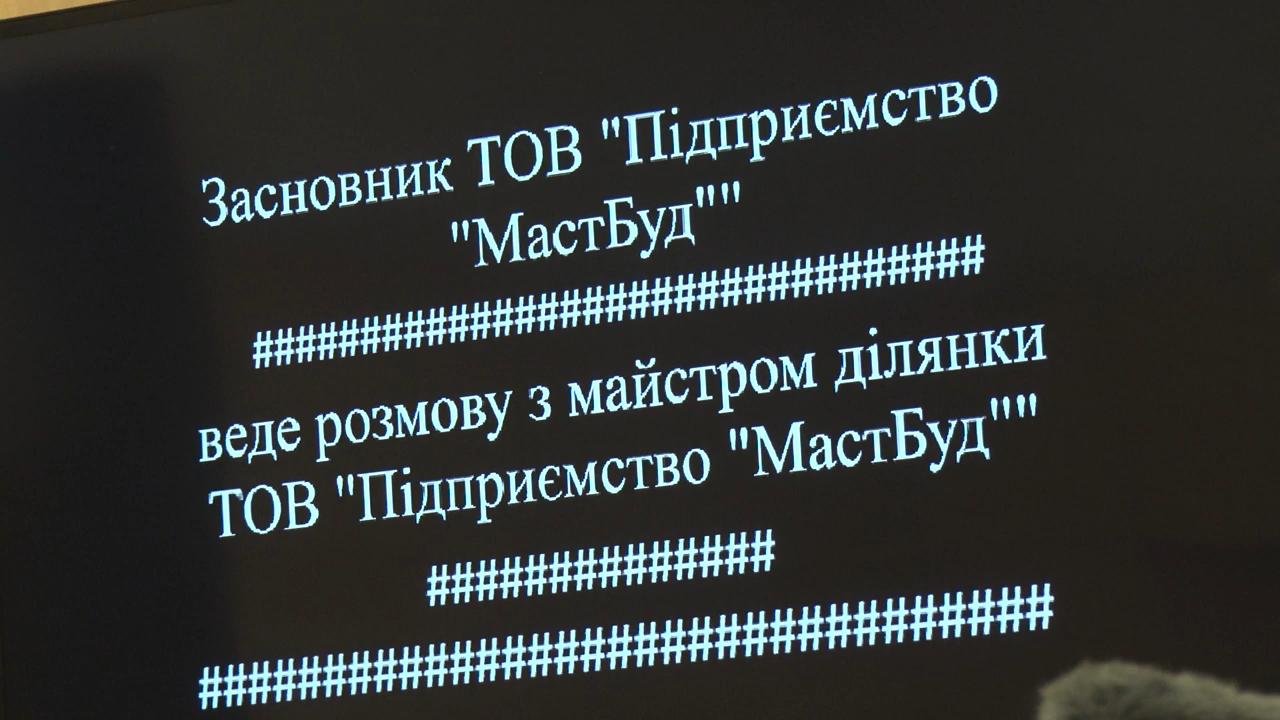 Засновник ТОВ "Підприємство
"МастБуд""
##################################
веде розмову з майстром ділянки
ТОВ "Підприємство "МастБуд""
################
###################################